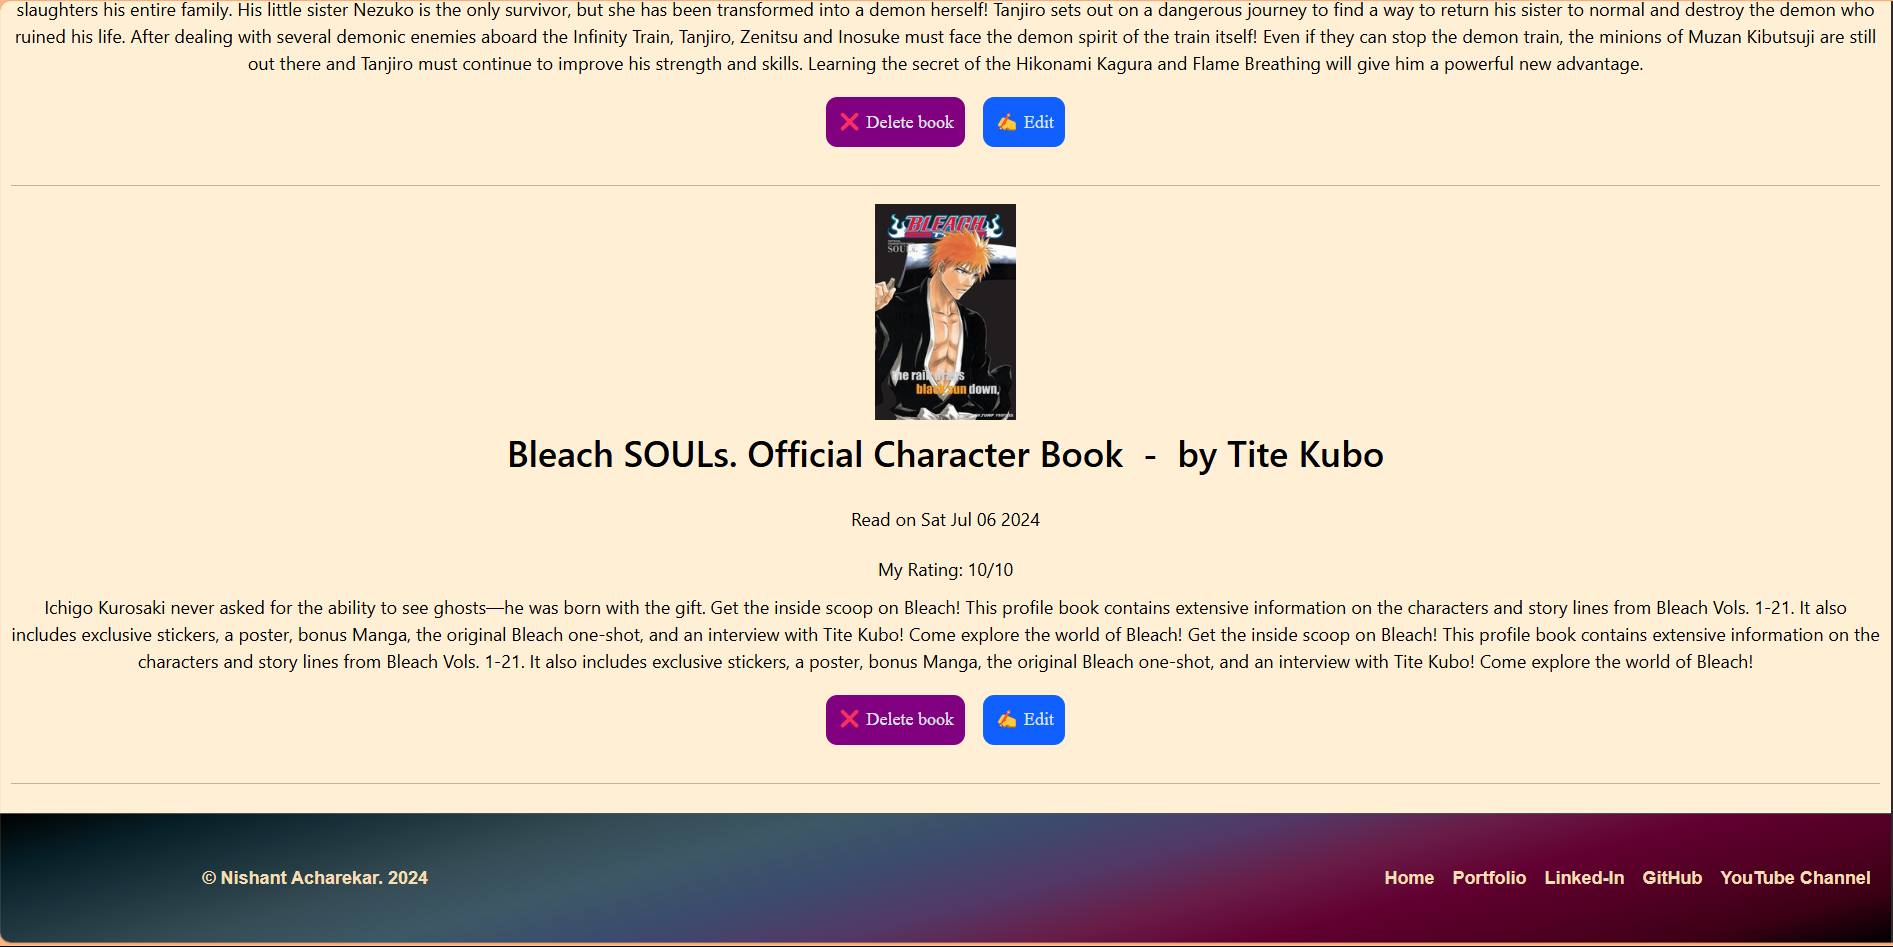 slaughters his entire family. His little sister Nezuko is the only survivor, but she has been transformed into a demon herself! Tanjiro sets out on a dangerous journey to find a way to return his sister to normal and destroy the demon who
ruined his life. After dealing with several demonic enemies aboard the Infinity Train, Tanjiro, Zenitsu and Inosuke must face the demon spirit of the train itself! Even if they can stop the demon train, the minions of Muzan Kibutsuji are still
out there and Tanjiro must continue to improve his strength and skills. Learning the secret of the Hikonami Kagura and Flame Breathing will give him a powerful new advantage.
❌ Delete book ✍ Edit
BLEACH
SOULs.
the rai
black sun down,
Bleach SOULs. Official Character Book - by Tite Kubo
Read on Sat Jul 06 2024
My Rating: 10/10
Ichigo Kurosaki never asked for the ability to see ghosts—he was born with the gift. Get the inside scoop on Bleach! This profile book contains extensive information on the characters and story lines from Bleach Vols. 1-21. It also
includes exclusive stickers, a poster, bonus Manga, the original Bleach one-shot, and an interview with Tite Kubo! Come explore the world of Bleach! Get the inside scoop on Bleach! This profile book contains extensive information on the
characters and story lines from Bleach Vols. 1-21. It also includes exclusive stickers, a poster, bonus Manga, the original Bleach one-shot, and an interview with Tite Kubo! Come explore the world of Bleach!
❌ Delete book ✍ Edit
© Nishant Acharekar. 2024
Home Portfolio Linked-In GitHub YouTube Channel